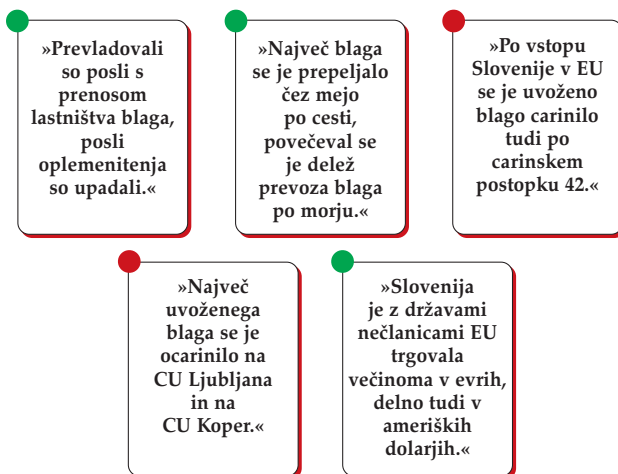 »Prevladovali
so posli s
prenosom
lastništva blaga,
posli
oplemenitenja
so upadali.«
»Največ blaga
se je prepeljalo
čez mejo
po cesti,
povečeval se
je delež
prevoza blaga
po morju.«
»Po vstopu
Slovenije v EU
se je uvoženo
blago carinilo
tudi po
carinskem
postopku 42.«
»Največ
uvoženega
blaga se je
ocarinilo na
CU Ljubljana
in na
CU Koper.«
»Slovenija
je z državami
nečlanicami EU
trgovala
večinoma v evrih,
delno tudi v
ameriških
dolarjih.«